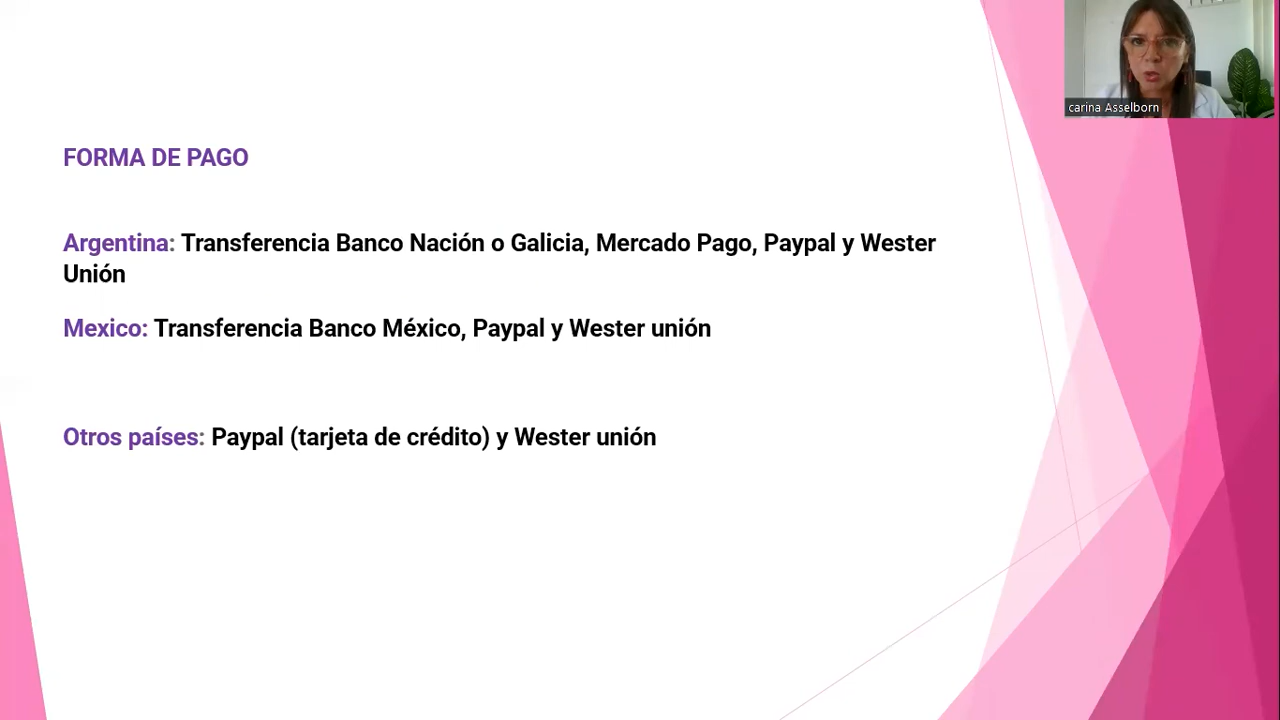 carina Asselborn
FORMA DE PAGO
Argentina: Transferencia Banco Nación o Galicia, Mercado Pago, Paypal y Wester
Unión
Mexico: Transferencia Banco México, Paypal y Wester unión
Otros países: Paypal (tarjeta de crédito) y Wester unión